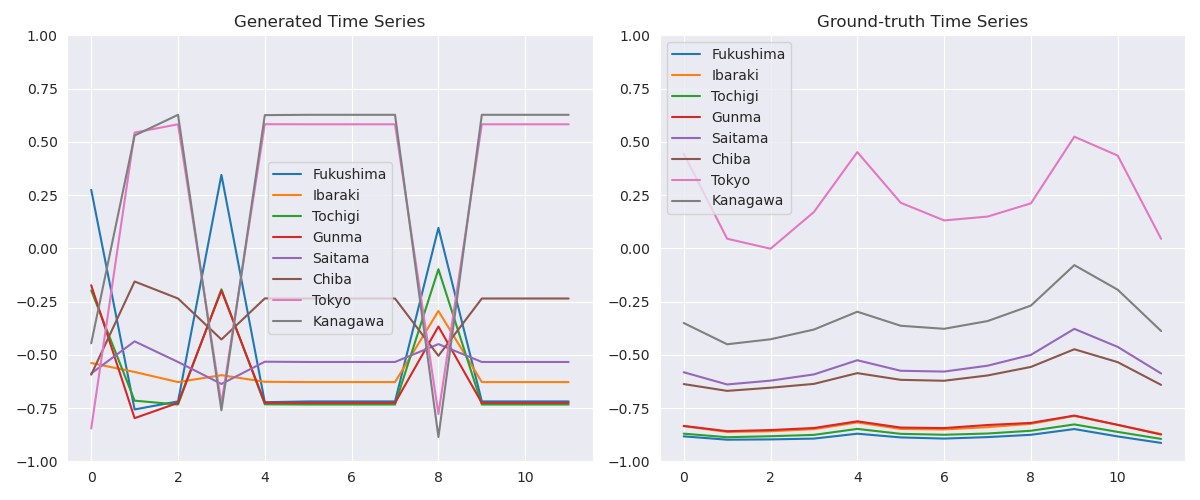 Generated Time Series
1.00
0.75
0.50
0.25
0.00
−0.25
−0.50
−0.75
−1.00
0
2
4
6
8
10
Fukushima
Ibaraki
Tochigi
Gunma
Saitama
Chiba
Tokyo
Kanagawa
Ground-truth Time Series
1.00
0.75
0.50
0.25
0.00
−0.25
−0.50
−0.75
−1.00
0
2
4
6
8
10
Fukushima
Ibaraki
Tochigi
Gunma
Saitama
Chiba
Tokyo
Kanagawa